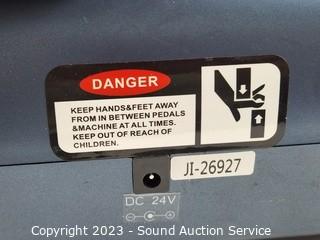 DANGER
KEEP HANDS&FEET AWAY
FROM IN BETWEEN PEDALS
&MACHINE AT ALL TIMES.
KEEP OUT OF REACH OF
CHILDREN.
JI-26927
DC 24V
Copyright © 2023 - Sound Auction Service